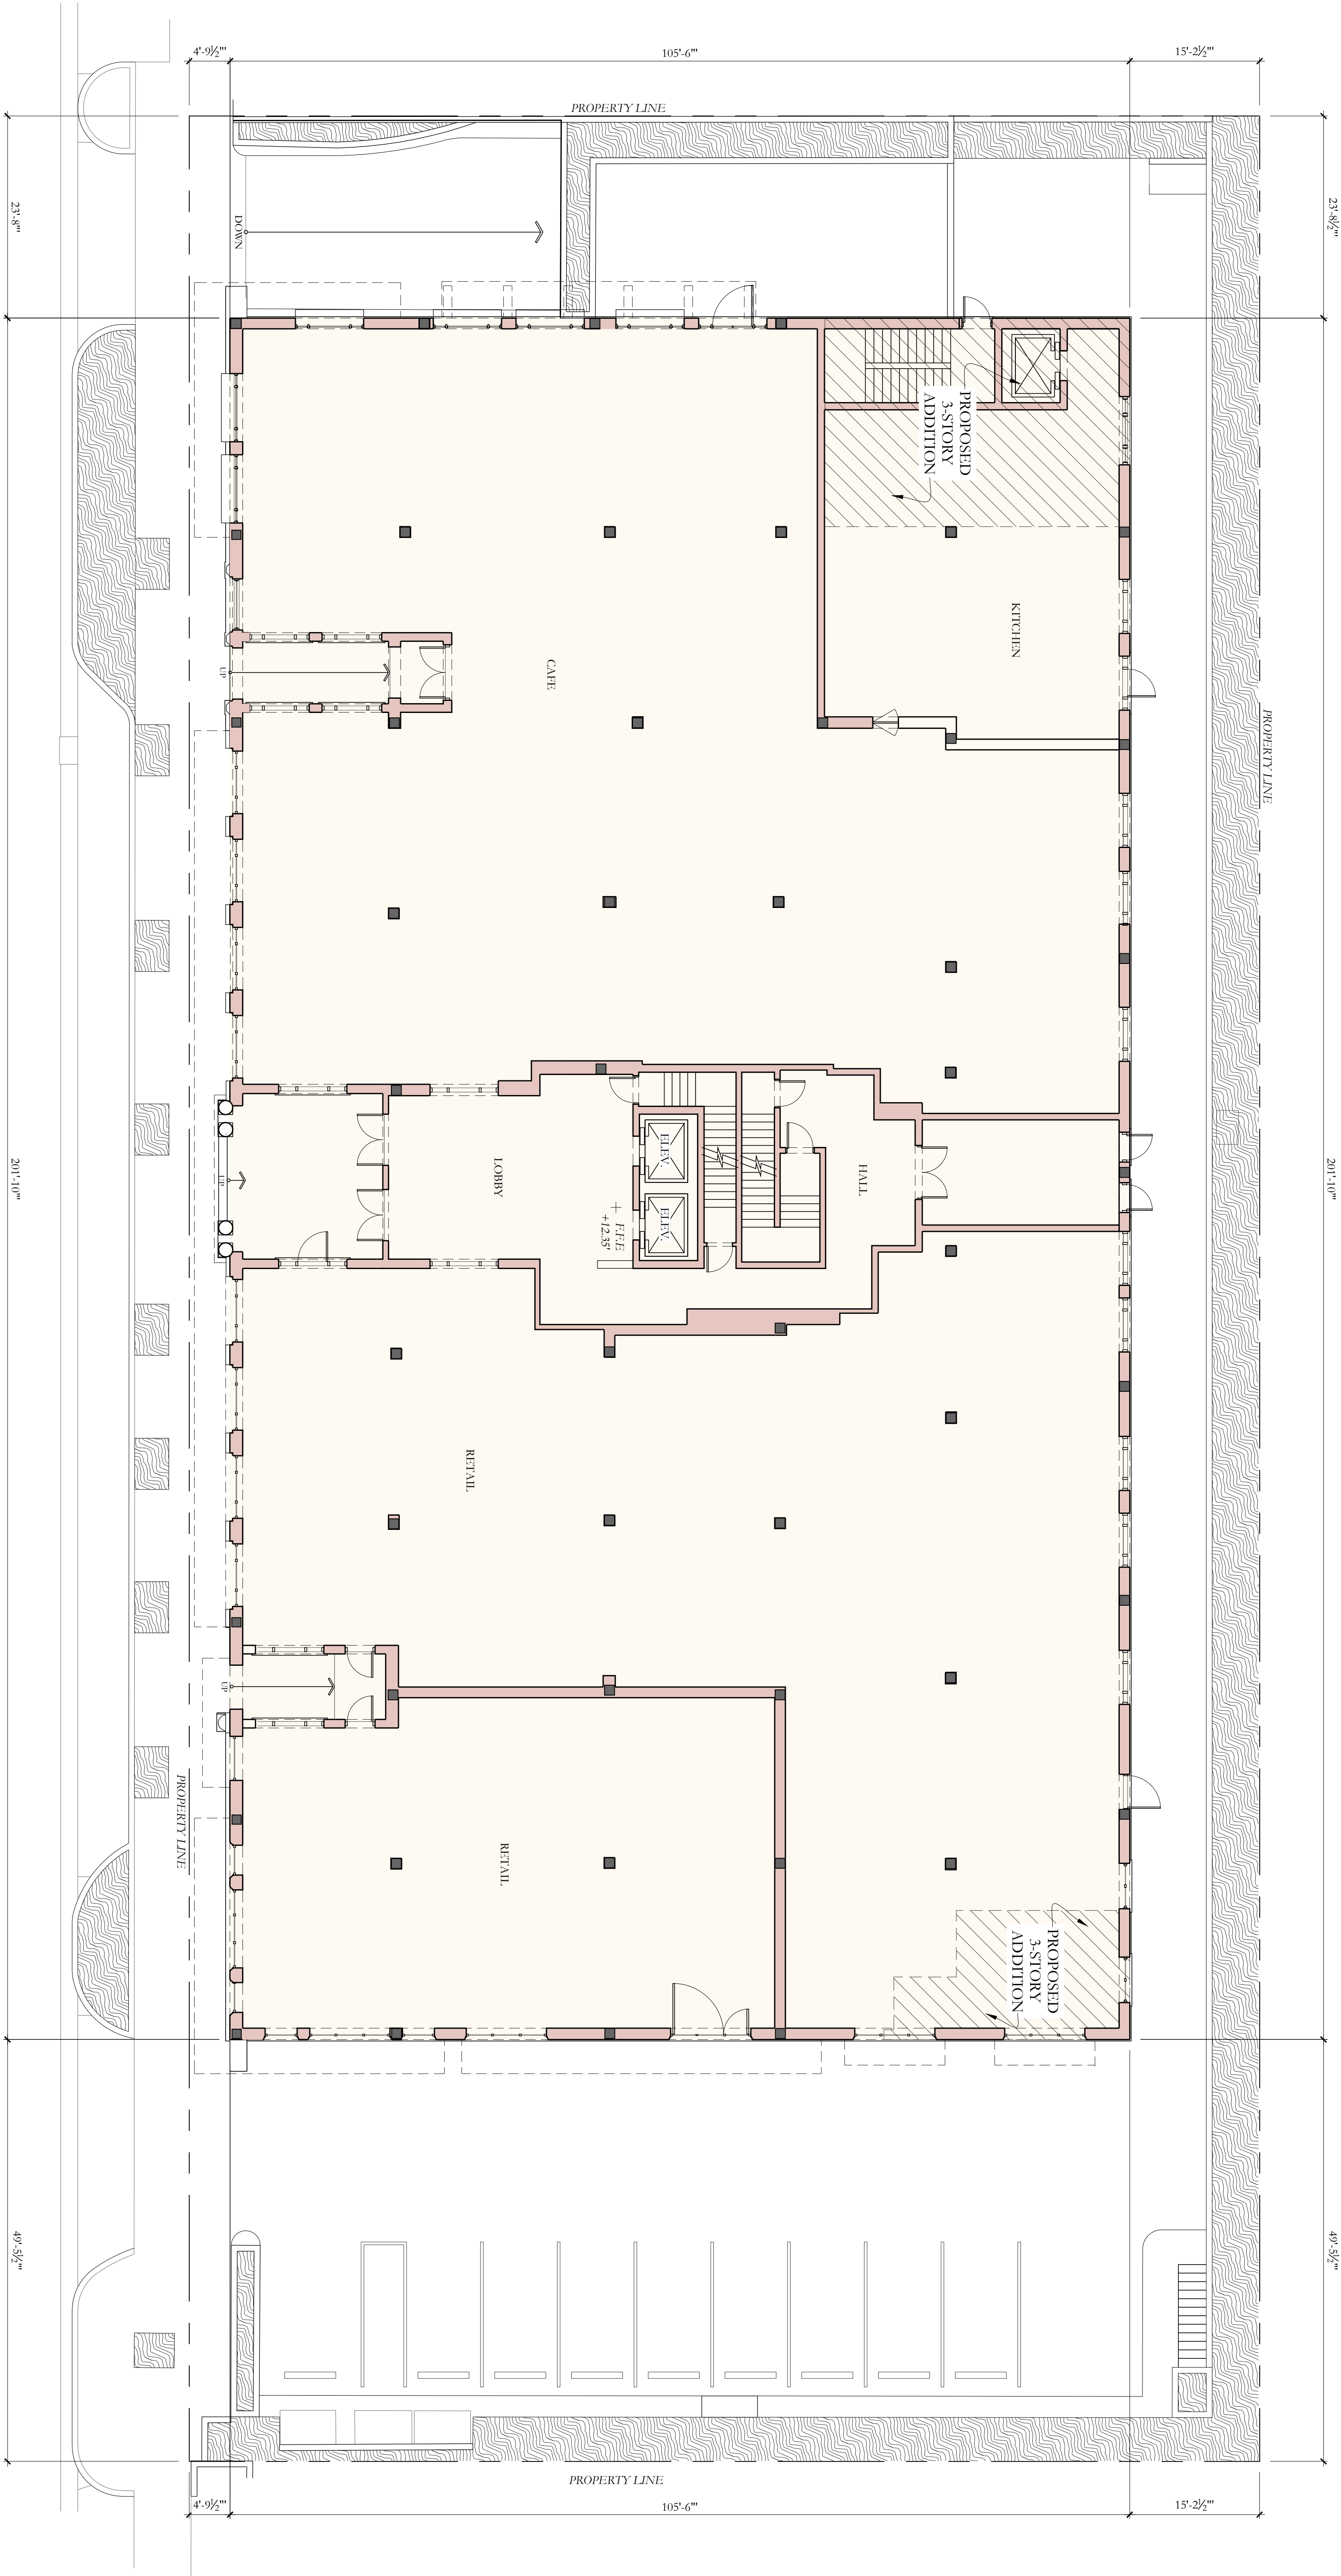 4'-9½"'
105'-6"'
15'-2½"'
PROPERTY LINE
23'-8"'
23'-8½"'
DOWN
PROPOSED
3-STORY
ADDITION
KITCHEN
CAFE
UP
PROPERTY LINE
ELEV.
ELEV.
LOBBY
HALL
UP
F.F.E
+12.35'
201'-10"'
201'-10"'
RETAIL
UP
PROPERTY LINE
RETAIL
PROPOSED
3-STORY
ADDITION
49'-5½"'
49'-5½"'
PROPERTY LINE
4'-9½"'
105'-6"'
15'-2½"'